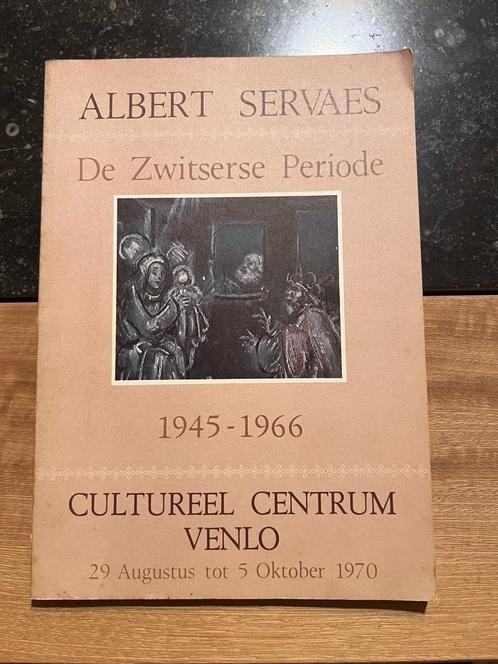 ALBERT SERVAES
De Zwitserse Periode
1945-1966
CULTUREEL CENTRUM
VENLO
29 Augustus tot 5 Oktober 1970